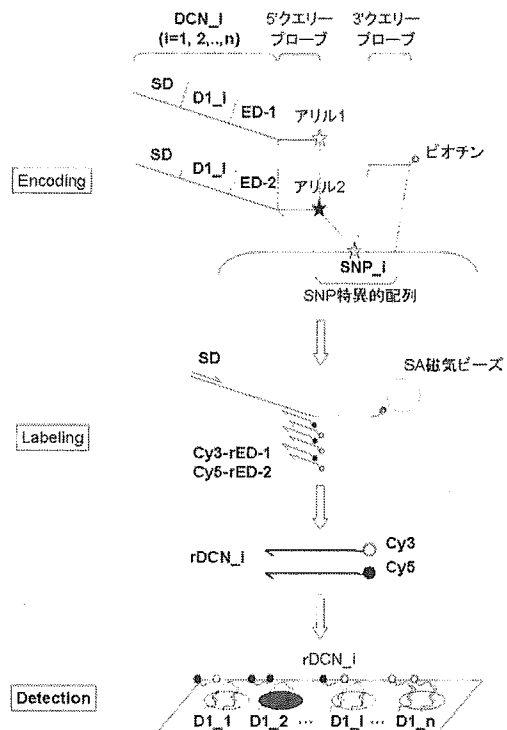 DCN_i
(i=1, 2,..,n)
5'クエリー
プローブ
3'クエリー
プローブ
SD
D1_i
ED-1
アリル1
SD
D1_i
ED-2
アリル2
ビオチン
Encoding
SNP_i
SNP特異的配列
SD
SA磁気ビーズ
Labeling
Cy3-rED-1
Cy5-rED-2
rDCN_i
Cy3
Cy5
rDCN_i
Detection
D1_1 D1_2 ··· D1_i ··· D1_n